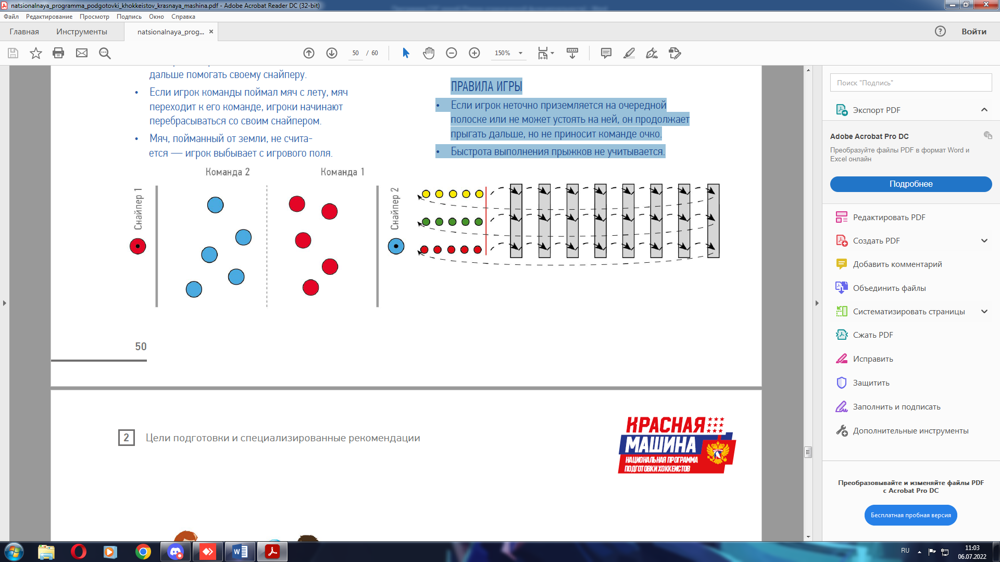 natsionalnaya_programma_podgotovki_khokkeistov_krasnaya_mashina.pdf - Adobe Acrobat Reader DC (32-bit)
Файл Редактирование Просмотр Подпись Окно Справка
Главная Инструменты natsionalnaya_prog... × Войти
50 / 60 150%
дальше помогать своему снайперу.
• Если игрок команды поймал мяч с лету, мяч
переходит к его команде, игроки начинают
перебрасываться со своим снайпером.
• Мяч, пойманный от земли, не счита-
ется — игрок выбывает с игрового поля.
ПРАВИЛА ИГРЫ
• Если игрок неточно приземляется на очередной
полоске или не может устоять на ней, он продолжает
прыгать дальше, но не приносит команде очко.
• Быстрота выполнения прыжков не учитывается.
Команда 2 Команда 1
Снайпер 1
Снайпер 2
50
2 Цели подготовки и специализированные рекомендации
КРАСНАЯ
МАШИНА
НАЦИОНАЛЬНАЯ ПРОГРАММА
ПОДГОТОВКИ ХОККЕИСТОВ
Поиск "Подпись"
Экспорт PDF
Adobe Acrobat Pro DC
Преобразуйте файлы PDF в формат Word и
Excel онлайн
Подробнее
Редактировать PDF
Создать PDF
Добавить комментарий
Объединить файлы
Систематизировать страницы
Сжать PDF
Исправить
Защитить
Заполнить и подписать
Дополнительные инструменты
Преобразовывайте и изменяйте файлы PDF
с Acrobat Pro DC
Бесплатная пробная версия
RU
11:03
06.07.2022